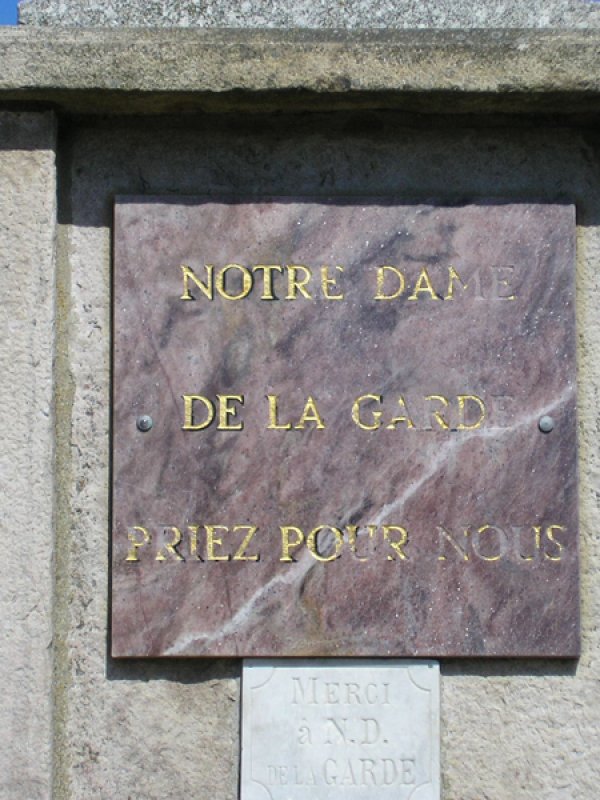 NOTRE DAME
DE LA GARDE
PRIEZ POUR NOUS
MERCI
à N.D.
DE LA GARDE